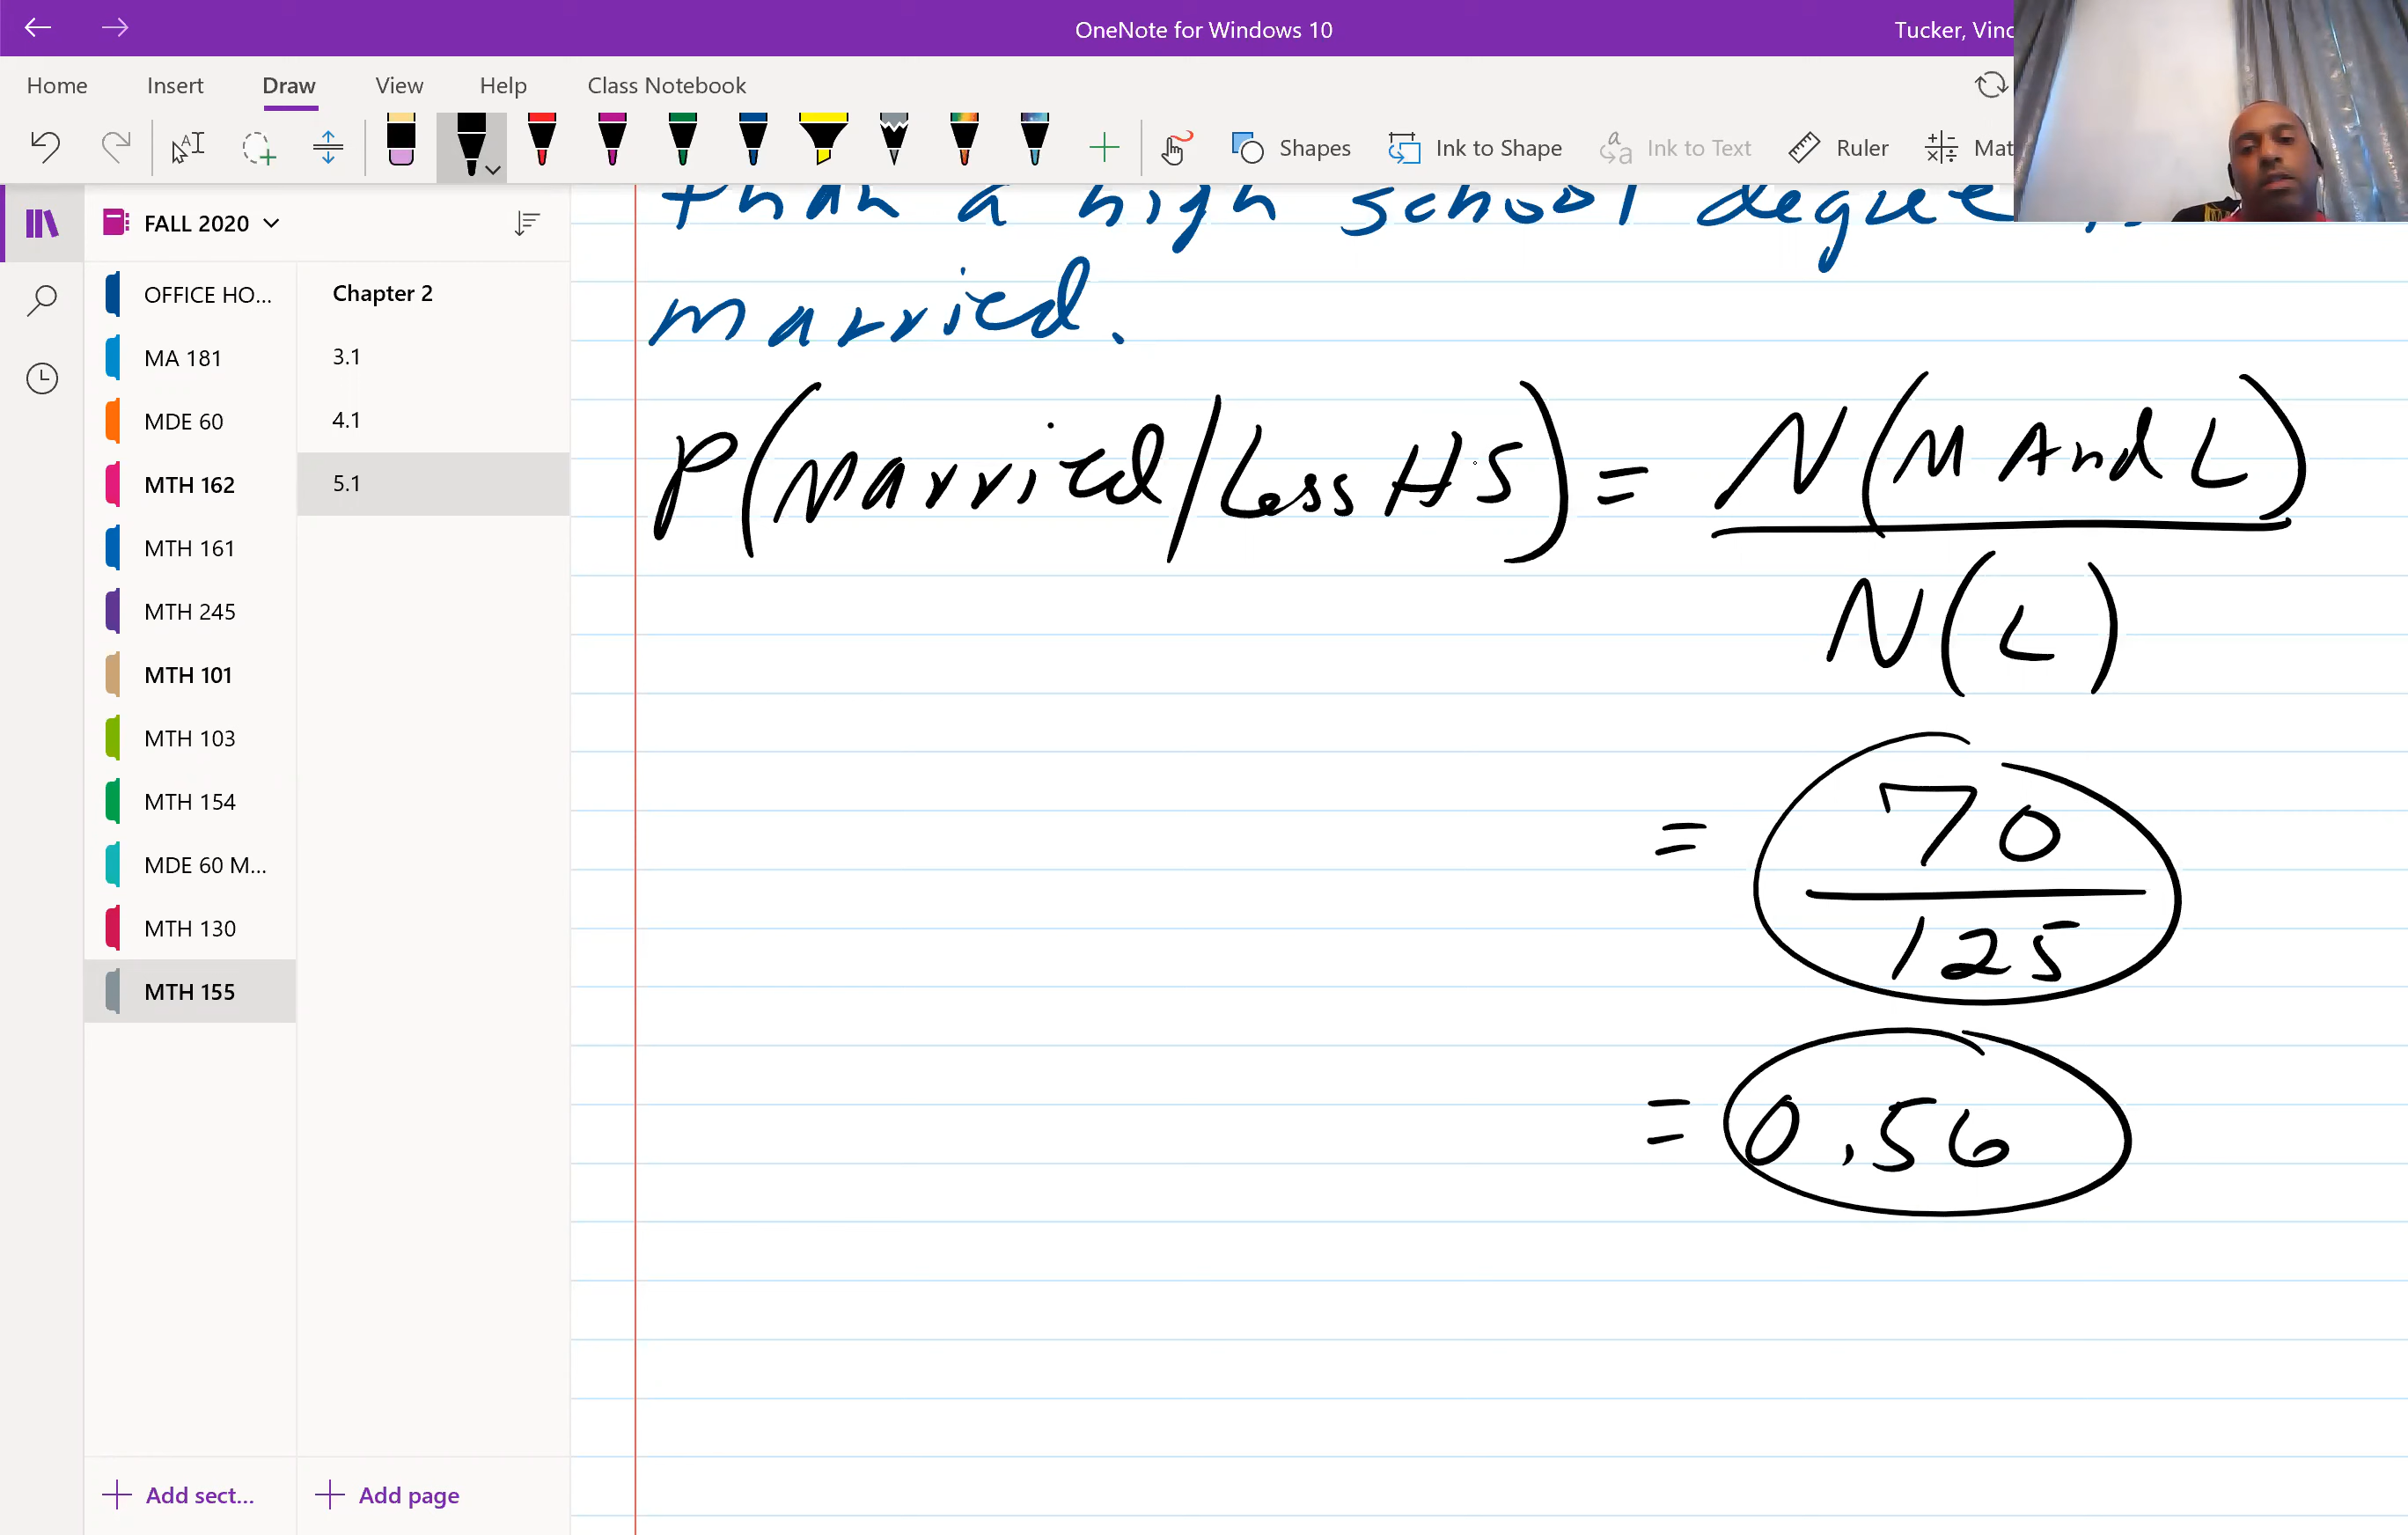 OneNote for Windows 10
Tucker, Vinc
Home Insert Draw View Help Class Notebook
Shapes Ink to Shape Ink to Text Ruler Mat
FALL 2020
OFFICE HO...
MA 181
MDE 60
MTH 162
MTH 161
MTH 245
MTH 101
MTH 103
MTH 154
MDE 60 M...
MTH 130
MTH 155
Add sect...
Chapter 2
3.1
4.1
5.1
Add page
than a high school degree
married.
P(Married/Less HS) = N(M And L)
N(L)
= 70
125
= 0.56